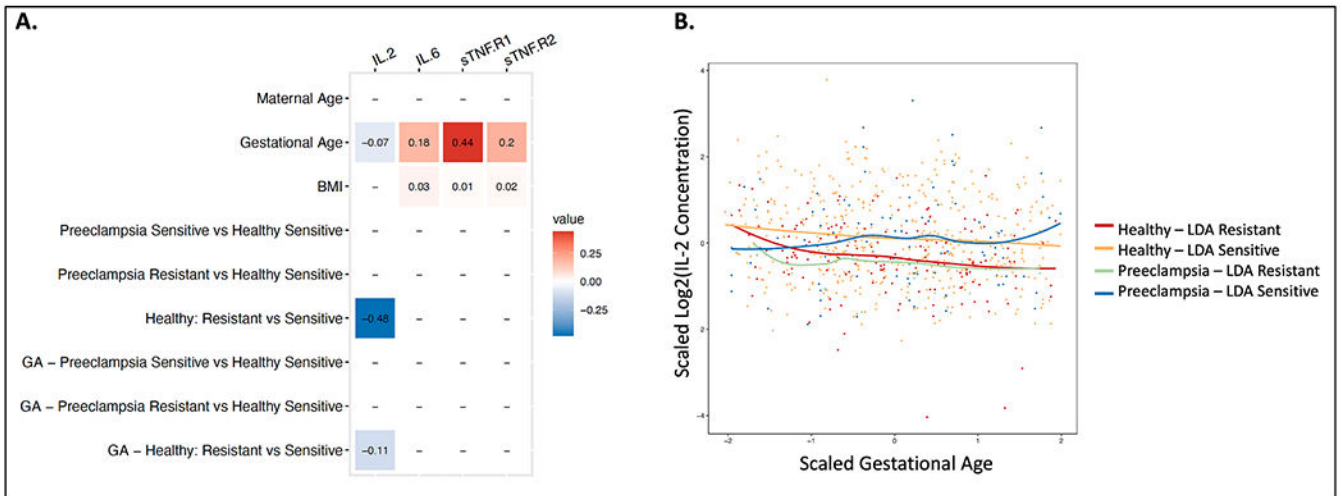 A.
IL.2 IL.6 sTNF.R1 sTNF.R2
Maternal Age – – – –
Gestational Age −0.07 0.18 0.44 0.2
BMI – 0.03 0.01 0.02
Preeclampsia Sensitive vs Healthy Sensitive – – – –
Preeclampsia Resistant vs Healthy Sensitive – – – –
Healthy: Resistant vs Sensitive −0.48 – – –
GA − Preeclampsia Sensitive vs Healthy Sensitive – – – –
GA − Preeclampsia Resistant vs Healthy Sensitive – – – –
GA − Healthy: Resistant vs Sensitive −0.11 – – –
value
0.25
0.00
−0.25
B.
Scaled Log2(IL-2 Concentration)
4
2
0
2
−4
−2 −1 0 1 2
Scaled Gestational Age
Healthy – LDA Resistant
Healthy – LDA Sensitive
Preeclampsia – LDA Resistant
Preeclampsia – LDA Sensitive